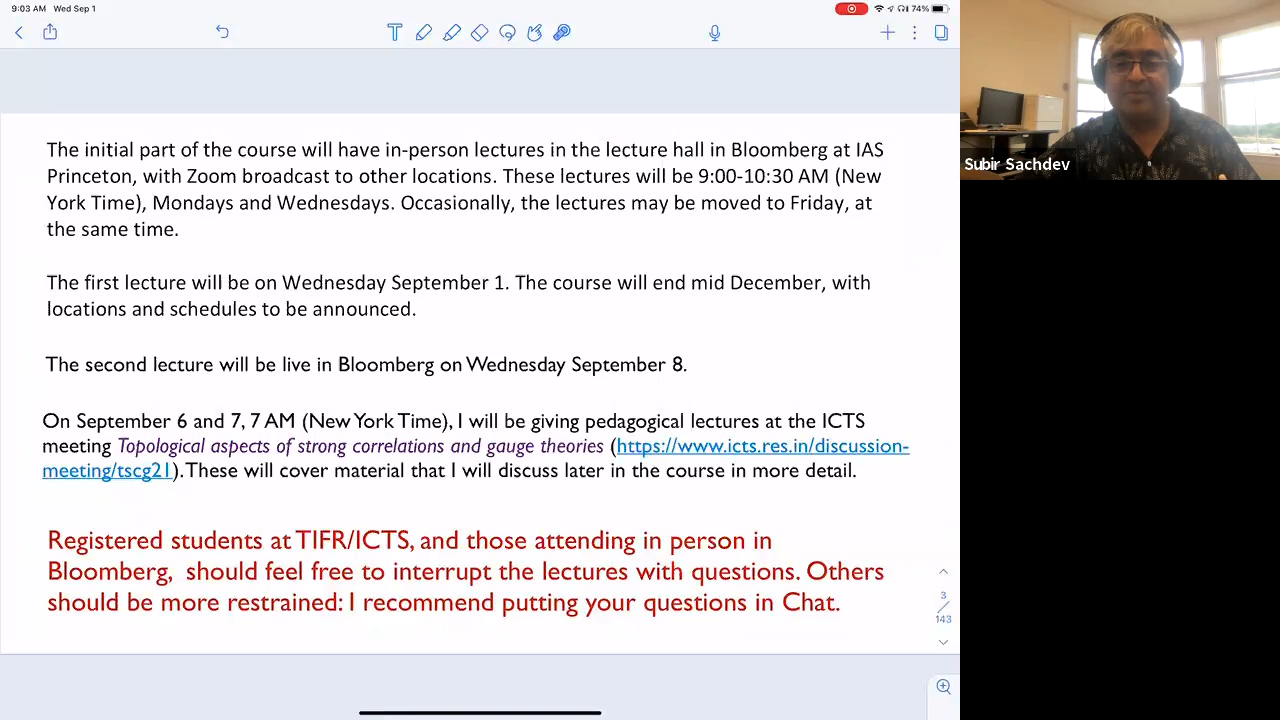 9:03 AM Wed Sep 1
74%
The initial part of the course will have in-person lectures in the lecture hall in Bloomberg at IAS
Princeton, with Zoom broadcast to other locations. These lectures will be 9:00-10:30 AM (New
York Time), Mondays and Wednesdays. Occasionally, the lectures may be moved to Friday, at
the same time.
The first lecture will be on Wednesday September 1. The course will end mid December, with
locations and schedules to be announced.
The second lecture will be live in Bloomberg on Wednesday September 8.
On September 6 and 7, 7 AM (New York Time), I will be giving pedagogical lectures at the ICTS
meeting Topological aspects of strong correlations and gauge theories (https://www.icts.res.in/discussion-
meeting/tscg21). These will cover material that I will discuss later in the course in more detail.
Registered students at TIFR/ICTS, and those attending in person in
Bloomberg, should feel free to interrupt the lectures with questions. Others
should be more restrained: I recommend putting your questions in Chat.
3
/
143
Subir Sachdev